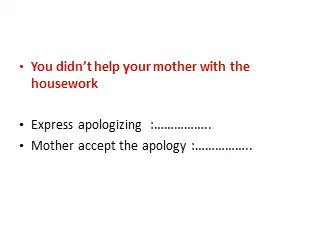 • You didn't help your mother with the
housework
• Express apologizing :……………..
• Mother accept the apology :……………..